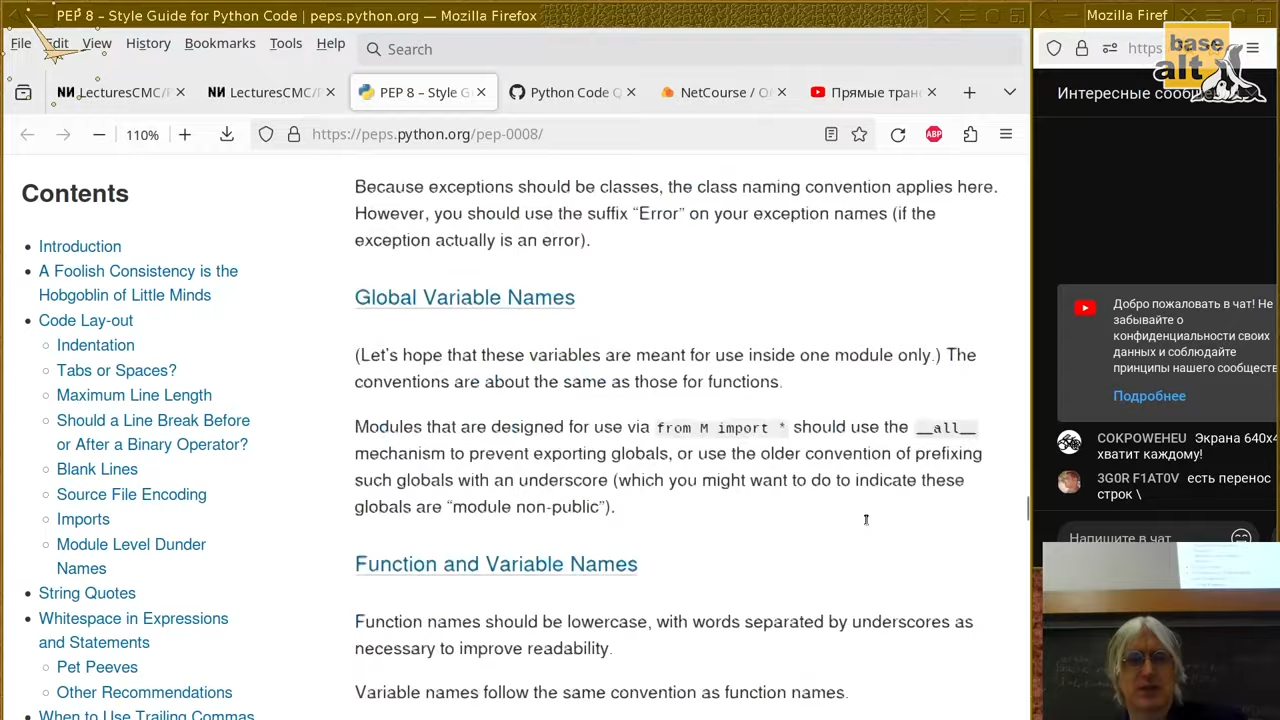 PEP 8 – Style Guide for Python Code | peps.python.org — Mozilla Firefox
File Edit View History Bookmarks Tools Help
Search
LecturesCMC/
LecturesCMC/
PEP 8 – Style G
Python Code Q
NetCourse / O
Прямые тран
110%
https://peps.python.org/pep-0008/
ABP
Contents
Introduction
A Foolish Consistency is the
Hobgoblin of Little Minds
Code Lay-out
Indentation
Tabs or Spaces?
Maximum Line Length
Should a Line Break Before
or After a Binary Operator?
Blank Lines
Source File Encoding
Imports
Module Level Dunder
Names
String Quotes
Whitespace in Expressions
and Statements
Pet Peeves
Other Recommendations
When to Use Trailing Commas
Because exceptions should be classes, the class naming convention applies here.
However, you should use the suffix “Error” on your exception names (if the
exception actually is an error).
Global Variable Names
(Let’s hope that these variables are meant for use inside one module only.) The
conventions are about the same as those for functions.
Modules that are designed for use via from M import * should use the __all__
mechanism to prevent exporting globals, or use the older convention of prefixing
such globals with an underscore (which you might want to do to indicate these
globals are “module non-public”).
Function and Variable Names
Function names should be lowercase, with words separated by underscores as
necessary to improve readability.
Variable names follow the same convention as function names.
Mozilla Firef
base
alt
https
Интересные сообще
Добро пожаловать в чат! Не
забывайте о
конфиденциальности своих
данных и соблюдайте
принципы нашего сообществ
Подробнее
COKPOWEHEU Экрана 640x4
хватит каждому!
3G0R F1AT0V есть перенос
строк \
Напишите в чат